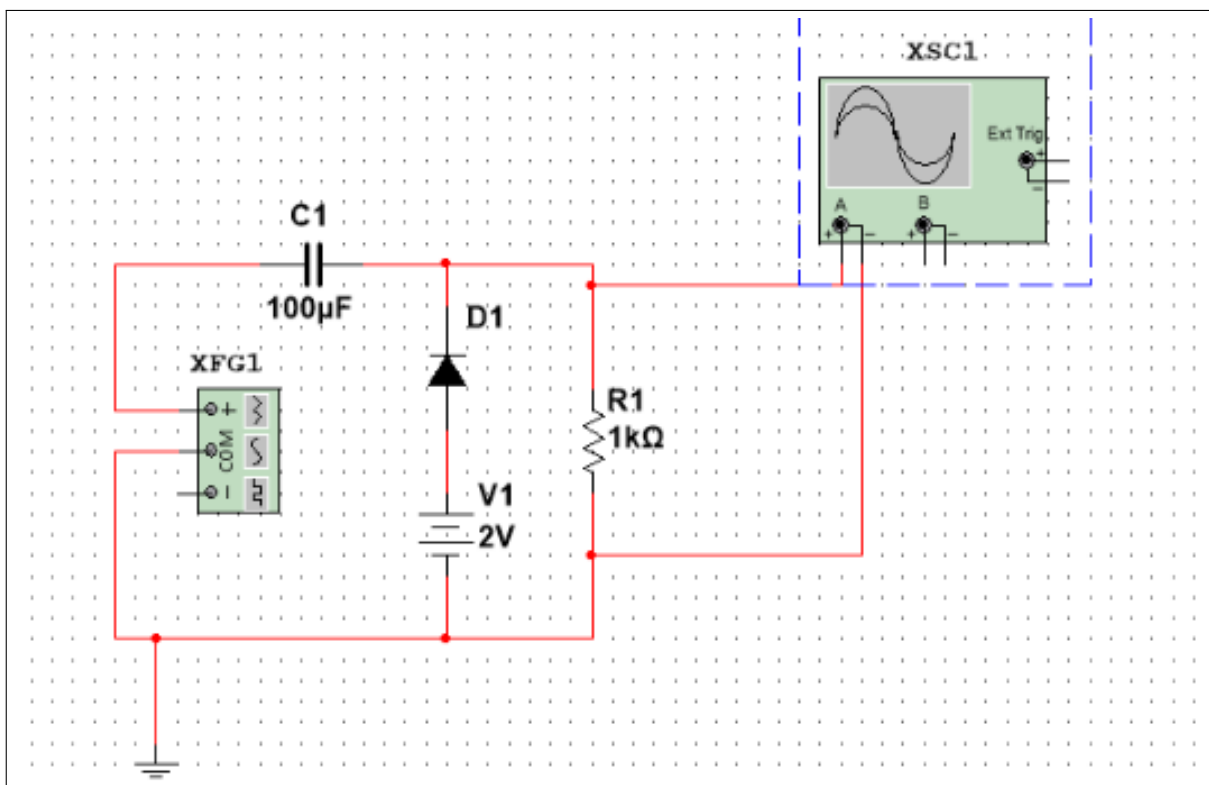 XSC1
Ext Trig
+
−
A
B
+ −
+ −
C1
100µF
D1
XFG1
+
COM
−
R1
1kΩ
V1
2V